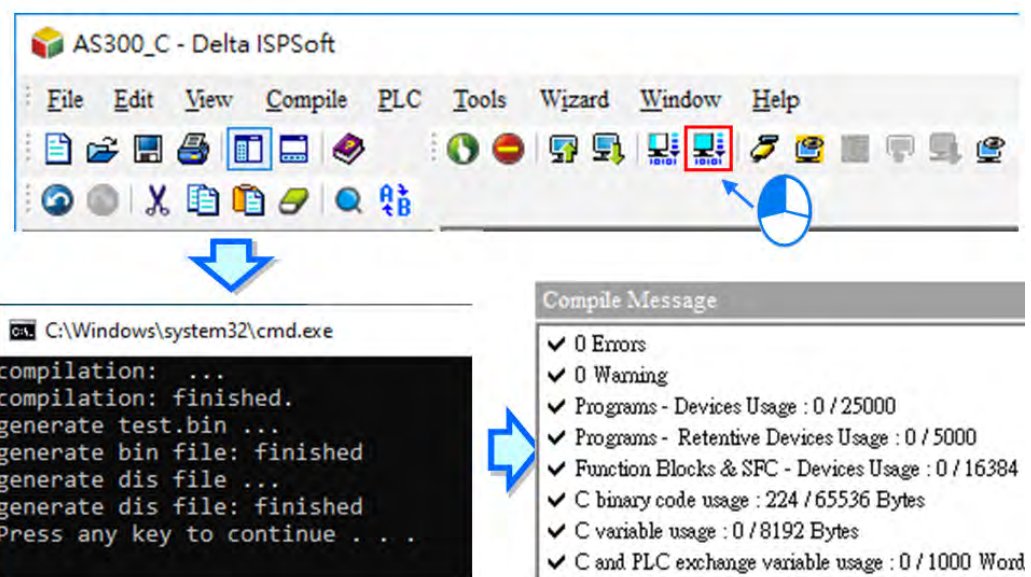 AS300_C - Delta ISPSoft
File Edit View Compile PLC Tools Wizard Window Help
C:\Windows\system32\cmd.exe
compilation: ...
compilation: finished.
generate test.bin ...
generate bin file: finished
generate dis file ...
generate dis file: finished
Press any key to continue . . .
Compile Message
0 Errors
0 Warning
Programs - Devices Usage : 0 / 25000
Programs - Retentive Devices Usage : 0 / 5000
Function Blocks & SFC - Devices Usage : 0 / 16384
C binary code usage : 224 / 65536 Bytes
C variable usage : 0 / 8192 Bytes
C and PLC exchange variable usage : 0 / 1000 Word